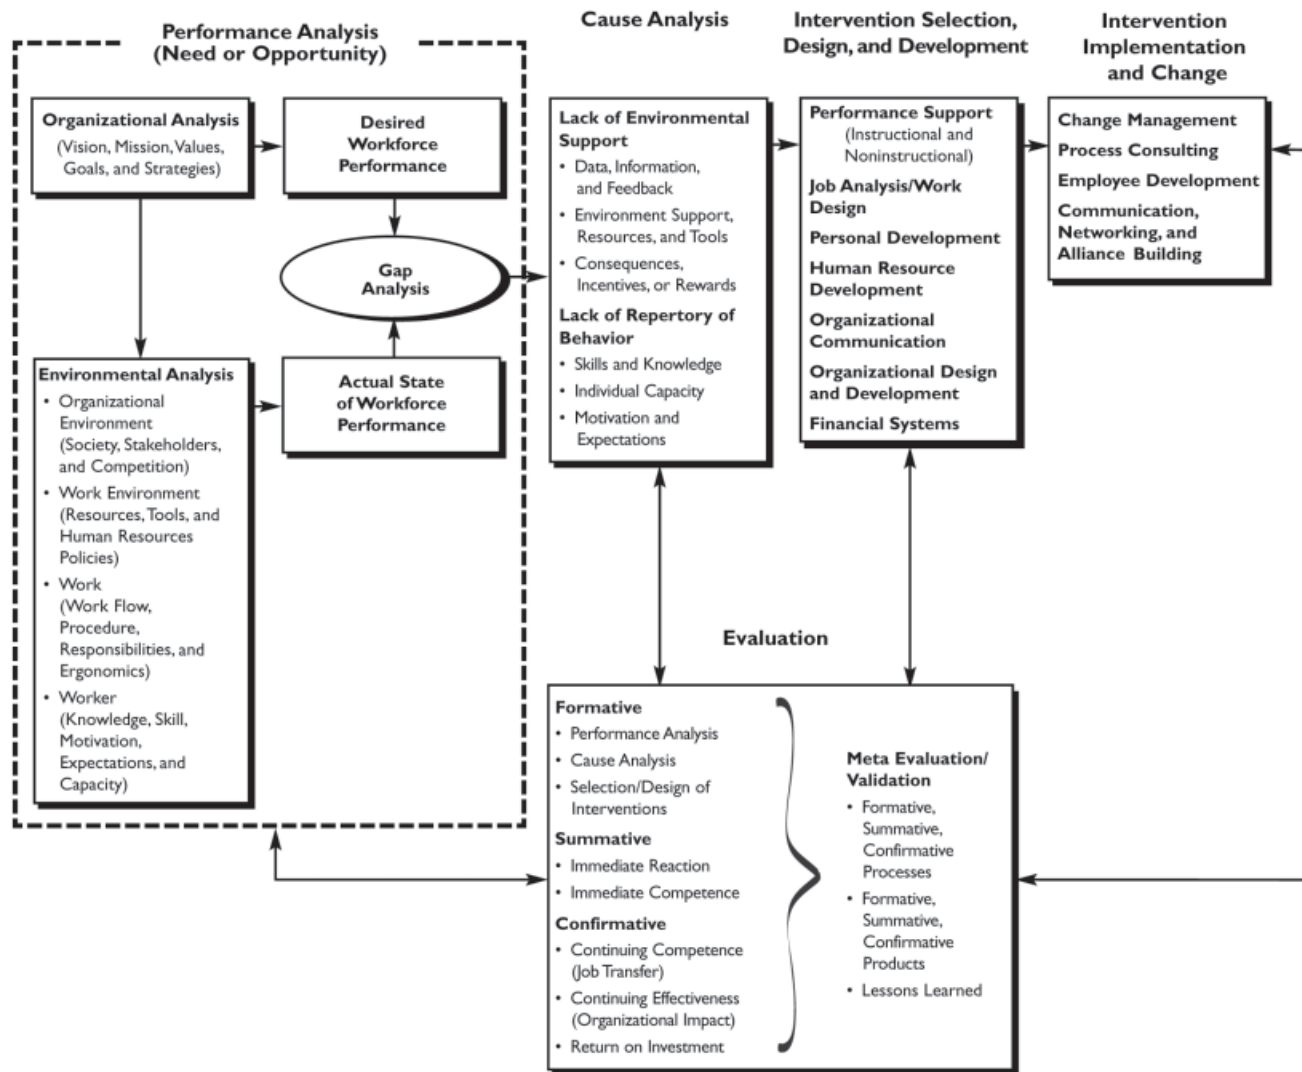 Performance Analysis
(Need or Opportunity)
Organizational Analysis
(Vision, Mission, Values,
Goals, and Strategies)
Desired
Workforce
Performance
Gap
Analysis
Environmental Analysis
• Organizational
Environment
(Society, Stakeholders,
and Competition)
• Work Environment
(Resources, Tools, and
Human Resources
Policies)
• Work
(Work Flow,
Procedure,
Responsibilities, and
Ergonomics)
• Worker
(Knowledge, Skill,
Motivation,
Expectations, and
Capacity)
Actual State
of Workforce
Performance
Cause Analysis
Lack of Environmental
Support
• Data, Information,
and Feedback
• Environment Support,
Resources, and Tools
• Consequences,
Incentives, or Rewards
Lack of Repertory of
Behavior
• Skills and Knowledge
• Individual Capacity
• Motivation and
Expectations
Intervention Selection,
Design, and Development
Performance Support
(Instructional and
Noninstructional)
Job Analysis/Work
Design
Personal Development
Human Resource
Development
Organizational
Communication
Organizational Design
and Development
Financial Systems
Intervention
Implementation
and Change
Change Management
Process Consulting
Employee Development
Communication,
Networking, and
Alliance Building
Evaluation
Formative
• Performance Analysis
• Cause Analysis
• Selection/Design of
Interventions
Summative
• Immediate Reaction
• Immediate Competence
Confirmative
• Continuing Competence
(Job Transfer)
• Continuing Effectiveness
(Organizational Impact)
• Return on Investment
Meta Evaluation/
Validation
• Formative,
Summative,
Confirmative
Processes
• Formative,
Summative,
Confirmative
Products
• Lessons Learned